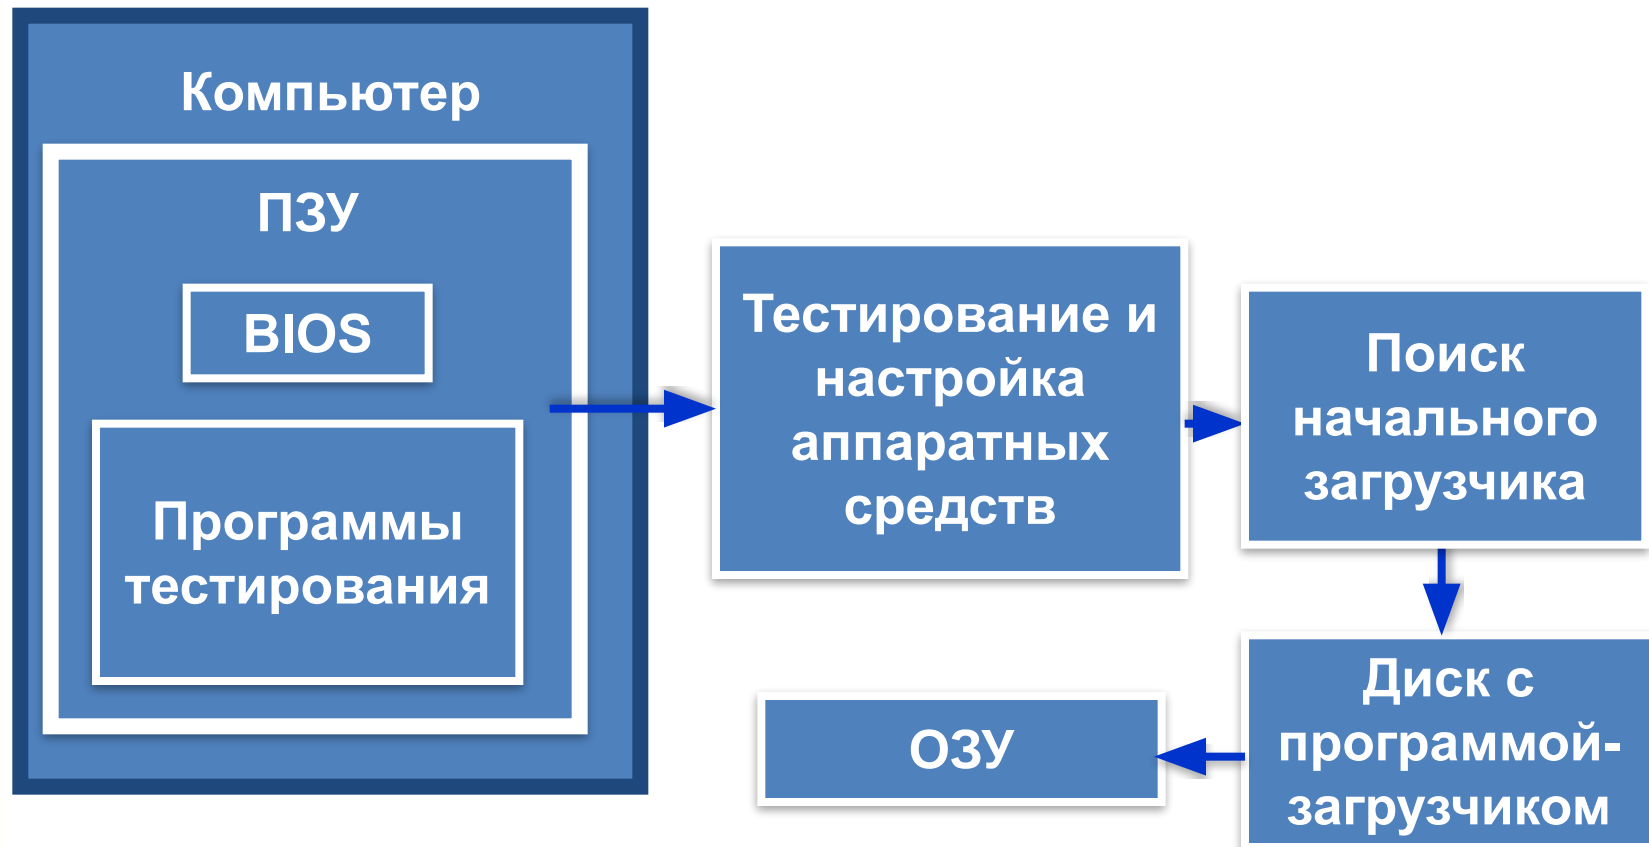 Компьютер
ПЗУ
BIOS
Программы
тестирования
Тестирование и
настройка
аппаратных
средств
Поиск
начального
загрузчика
Диск с
программой-
загрузчиком
ОЗУ